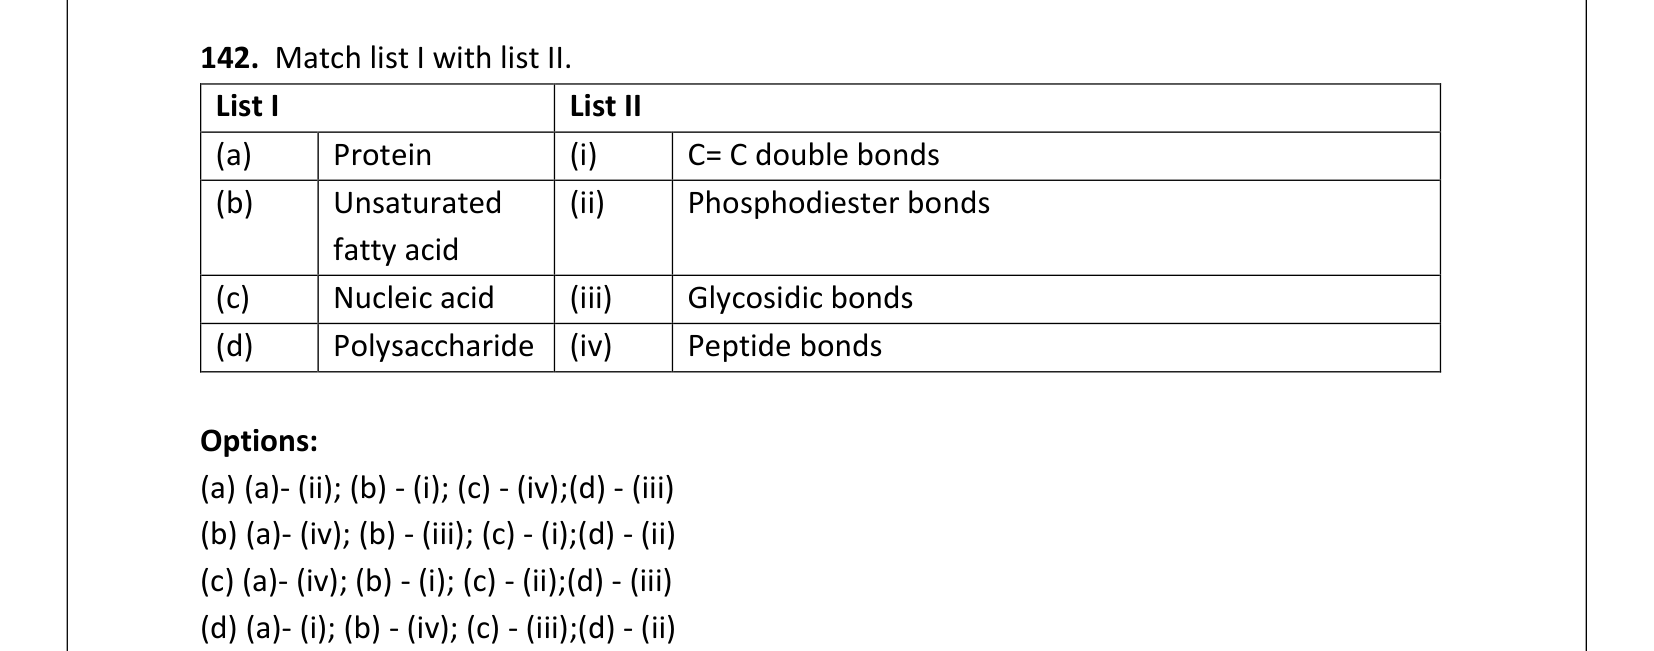 142. Match list I with list II.
List I List II
(a) Protein (i) C= C double bonds
(b) Unsaturated (ii) Phosphodiester bonds
fatty acid
(c) Nucleic acid (iii) Glycosidic bonds
(d) Polysaccharide (iv) Peptide bonds
Options:
(a) (a)- (ii); (b) - (i); (c) - (iv);(d) - (iii)
(b) (a)- (iv); (b) - (iii); (c) - (i);(d) - (ii)
(c) (a)- (iv); (b) - (i); (c) - (ii);(d) - (iii)
(d) (a)- (i); (b) - (iv); (c) - (iii);(d) - (ii)